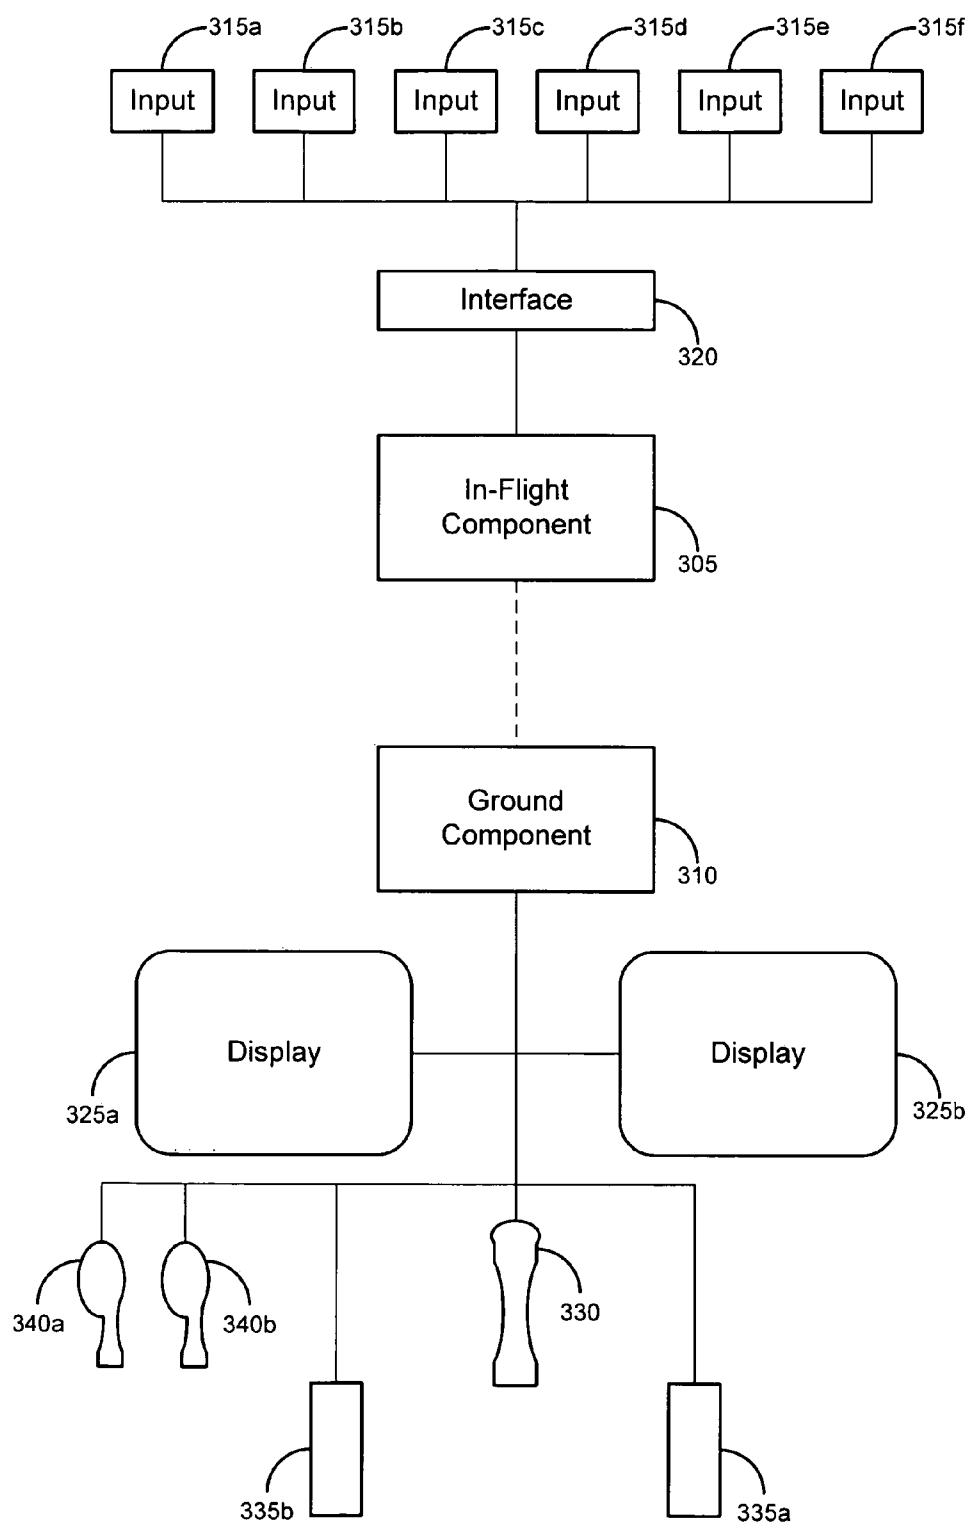 315a 315b 315c 315d 315e 315f
Input Input Input Input Input Input
Interface
320
In-Flight
Component
305
Ground
Component
310
Display Display
325a 325b
340a 340b 330
335b 335a